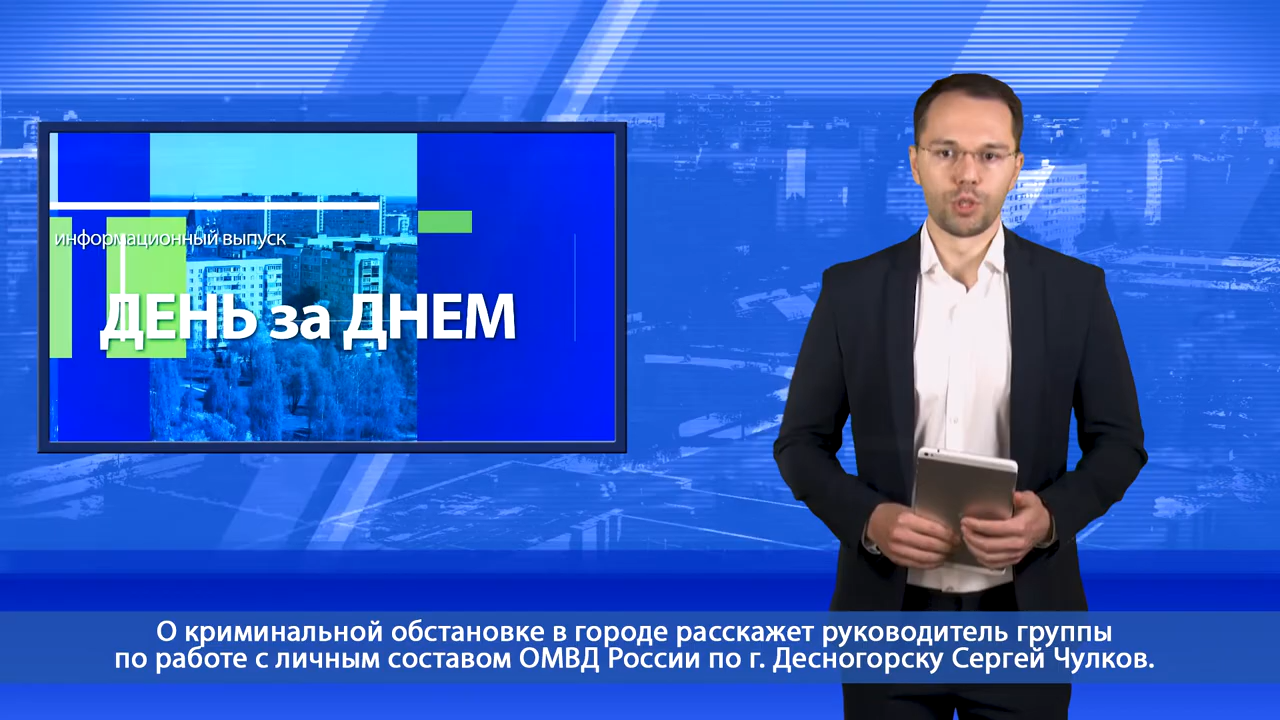 информационный выпуск
ДЕНЬ за ДНЕМ
О криминальной обстановке в городе расскажет руководитель группы
по работе с личным составом ОМВД России по г. Десногорску Сергей Чулков.